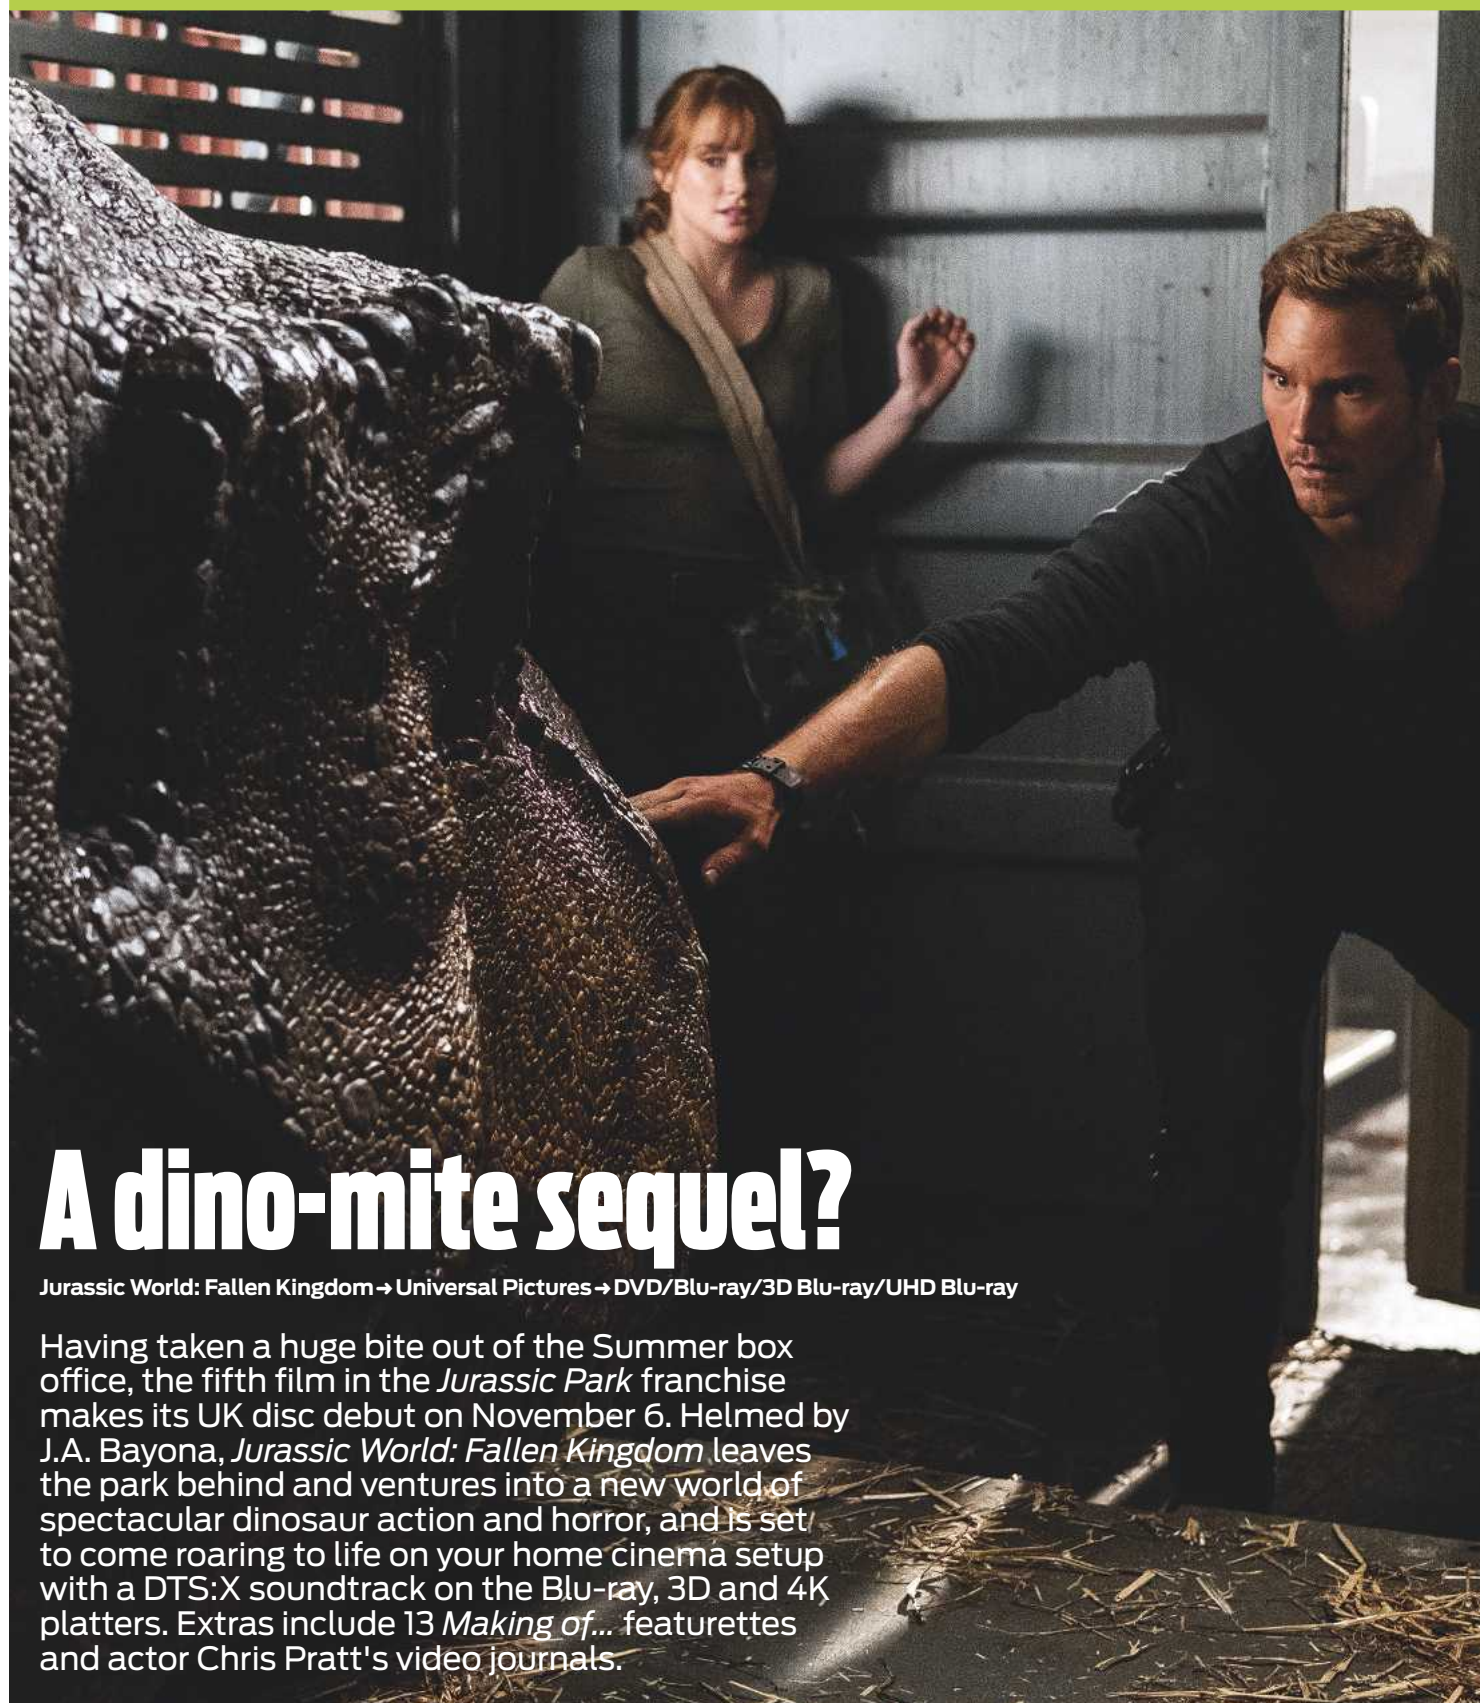 A dino-mite sequel?
Jurassic World: Fallen Kingdom→Universal Pictures→DVD/Blu-ray/3D Blu-ray/UHD Blu-ray
Having taken a huge bite out of the Summer box
office, the fifth film in the Jurassic Park franchise
makes its UK disc debut on November 6. Helmed by
J.A. Bayona, Jurassic World: Fallen Kingdom leaves
the park behind and ventures into a new world of
spectacular dinosaur action and horror, and is set
to come roaring to life on your home cinema setup
with a DTS:X soundtrack on the Blu-ray, 3D and 4K
platters. Extras include 13 Making of... featurettes
and actor Chris Pratt's video journals.